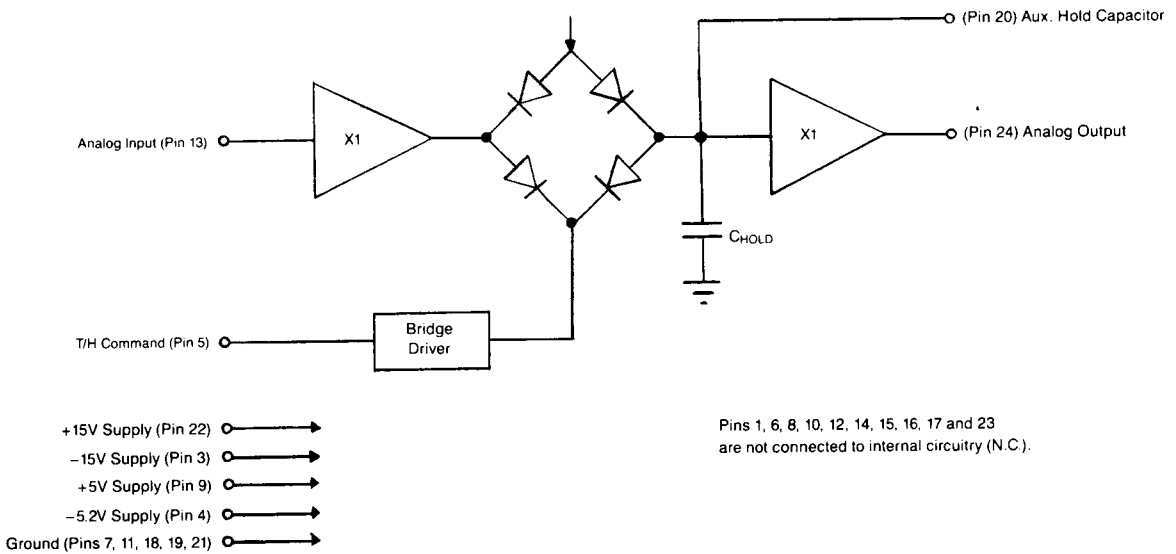 (Pin 20) Aux. Hold Capacitor
Analog Input (Pin 13)
X1
X1
(Pin 24) Analog Output
CHOLD
T/H Command (Pin 5)
Bridge
Driver
+15V Supply (Pin 22)
−15V Supply (Pin 3)
+5V Supply (Pin 9)
−5.2V Supply (Pin 4)
Ground (Pins 7, 11, 18, 19, 21)
Pins 1, 6, 8, 10, 12, 14, 15, 16, 17 and 23
are not connected to internal circuitry (N.C.).